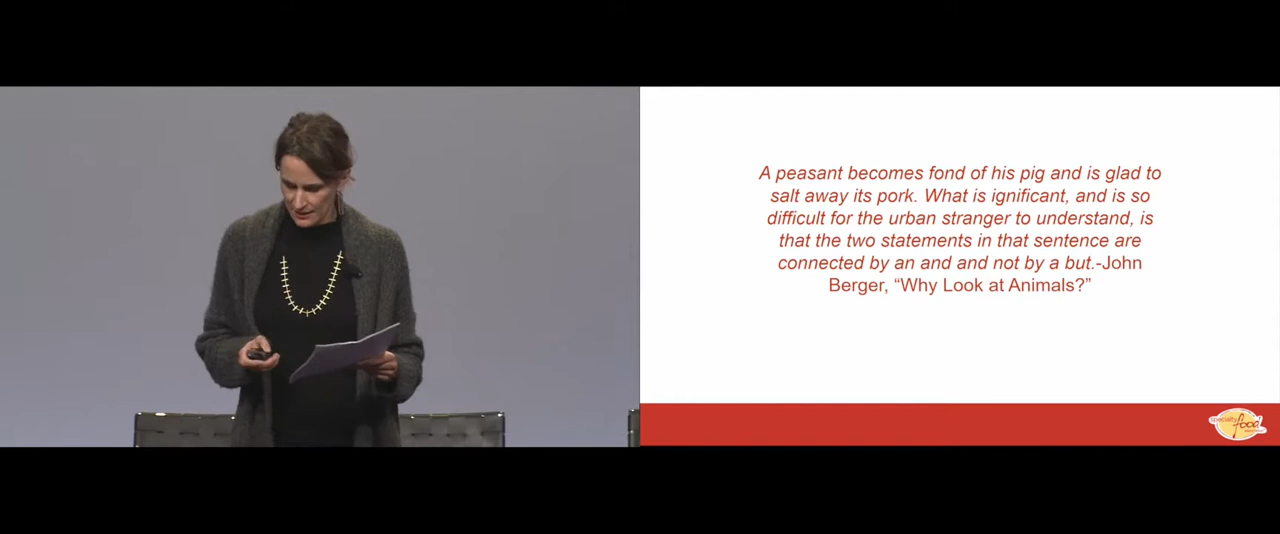 A peasant becomes fond of his pig and is glad to
salt away its pork. What is ignificant, and is so
difficult for the urban stranger to understand, is
that the two statements in that sentence are
connected by an and and not by a but.-John
Berger, “Why Look at Animals?”
specialty
food